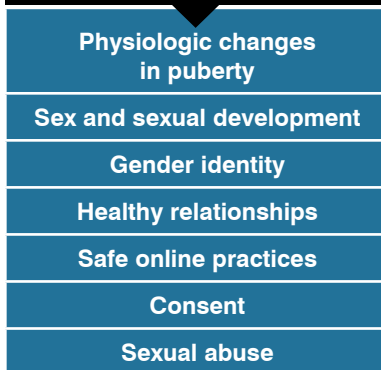 Physiologic changes
in puberty
Sex and sexual development
Gender identity
Healthy relationships
Safe online practices
Consent
Sexual abuse